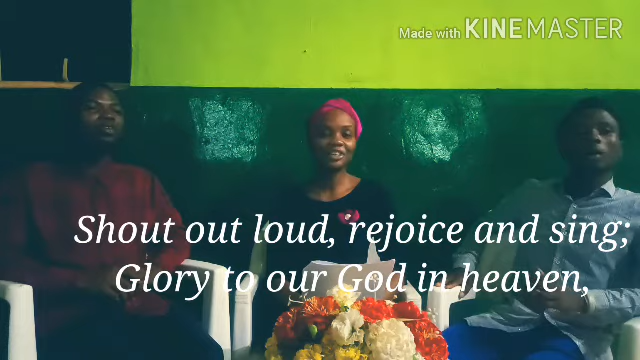 Made with KINEMASTER
Shout out loud, rejoice and sing;
Glory to our God in heaven,